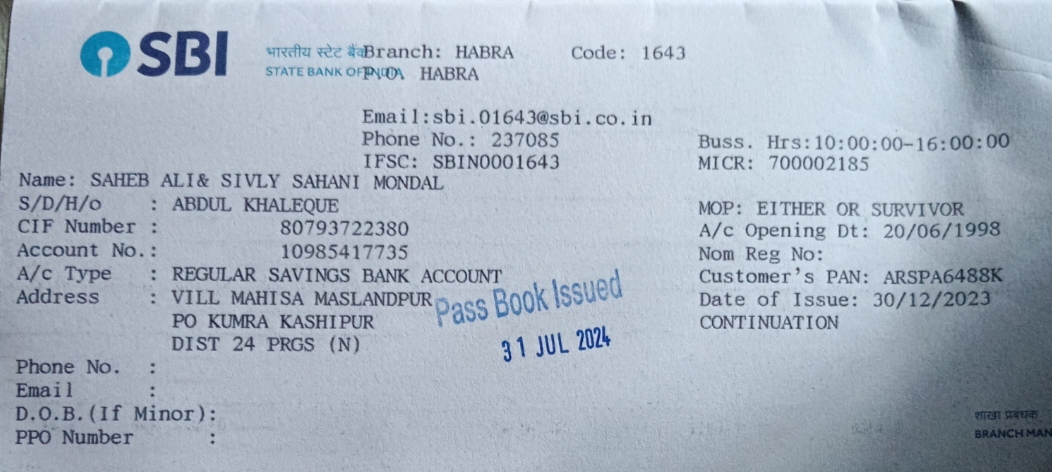 SBI
भारतीय स्टेट बैंक Branch: HABRA Code: 1643
STATE BANK OF INDIA P.O. HABRA
Email:sbi.01643@sbi.co.in
Phone No.: 237085 Buss. Hrs:10:00:00-16:00:00
IFSC: SBIN0001643 MICR: 700002185
Name: SAHEB ALI& SIVLY SAHANI MONDAL
S/D/H/o : ABDUL KHALEQUE MOP: EITHER OR SURVIVOR
CIF Number : 80793722380 A/c Opening Dt: 20/06/1998
Account No.: 10985417735 Nom Reg No:
A/c Type : REGULAR SAVINGS BANK ACCOUNT Customer's PAN: ARSPA6488K
Address : VILL MAHISA MASLANDPUR Date of Issue: 30/12/2023
PO KUMRA KASHIPUR CONTINUATION
DIST 24 PRGS (N)
Pass Book Issued
31 JUL 2024
Phone No. :
Email :
D.O.B.(If Minor):
PPO Number :
शाखा प्रबंधक
BRANCH MAN